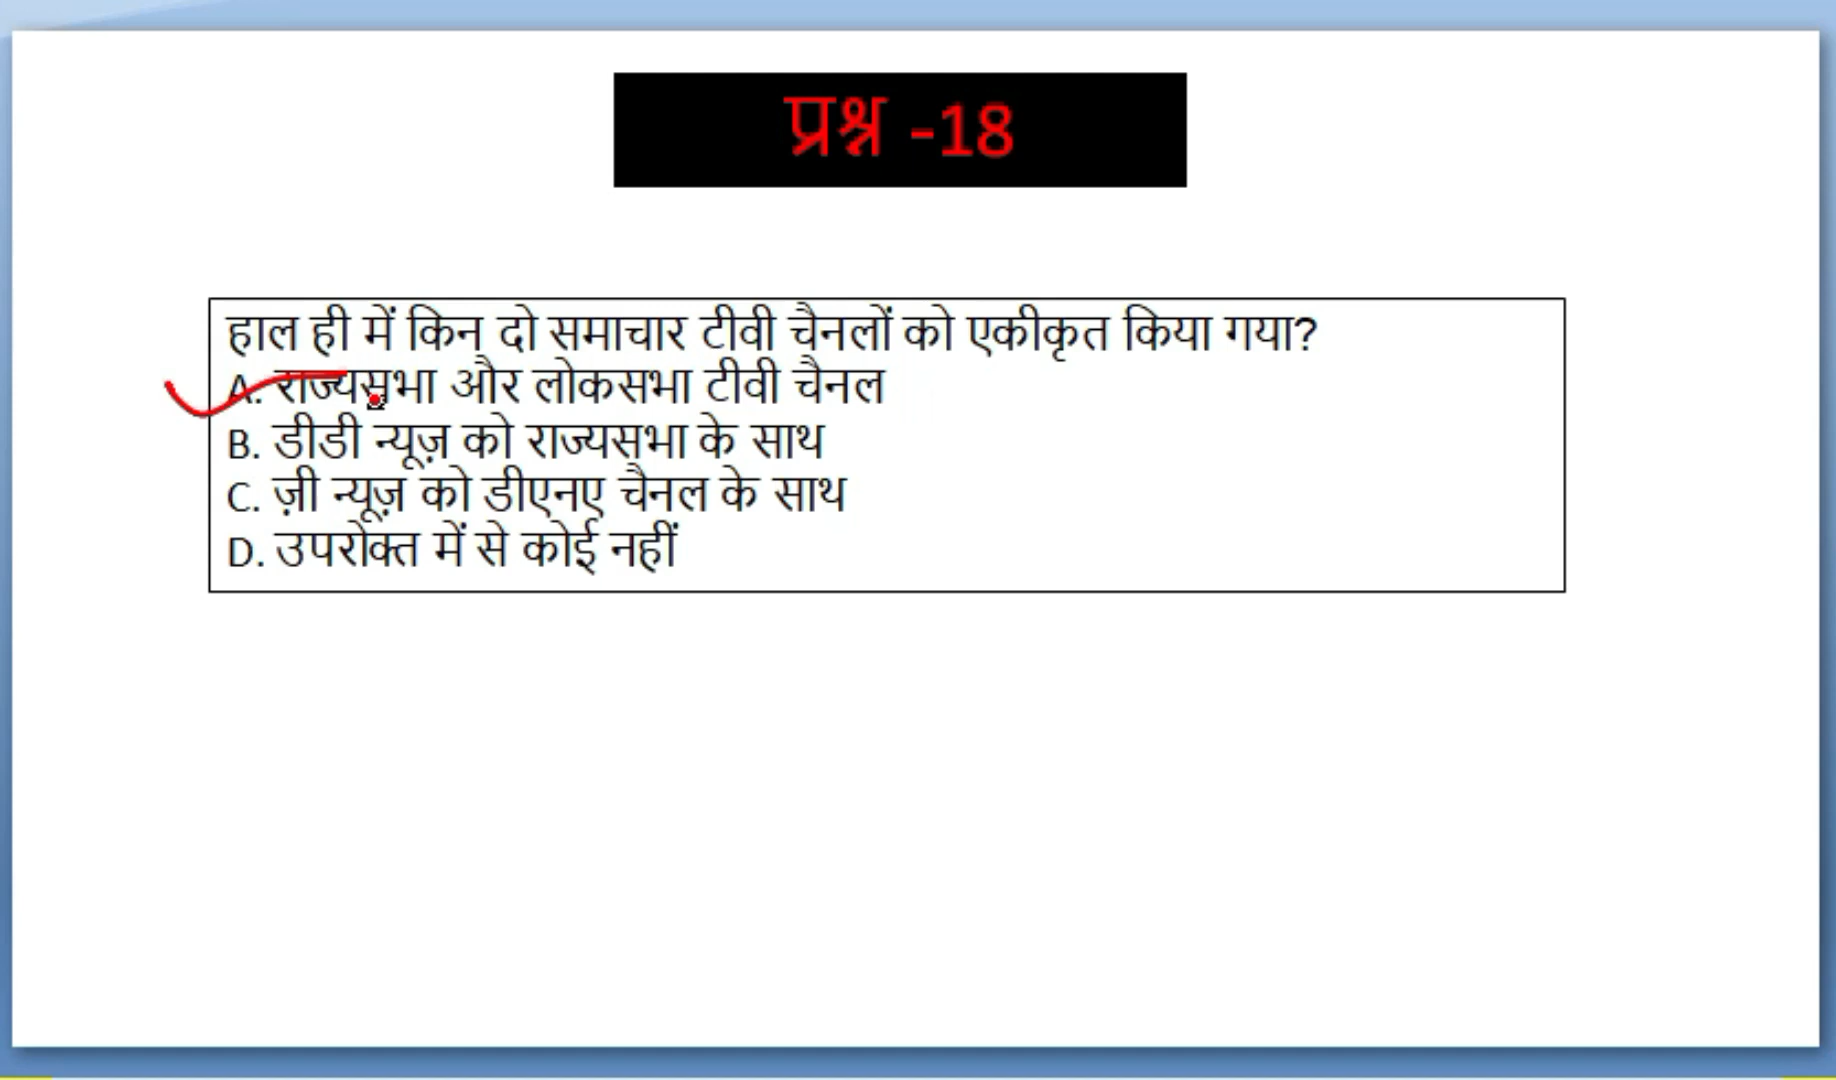 प्रश्न -18
हाल ही में किन दो समाचार टीवी चैनलों को एकीकृत किया गया?
A. राज्यसभा और लोकसभा टीवी चैनल
B. डीडी न्यूज़ को राज्यसभा के साथ
C. ज़ी न्यूज़ को डीएनए चैनल के साथ
D. उपरोक्त में से कोई नहीं